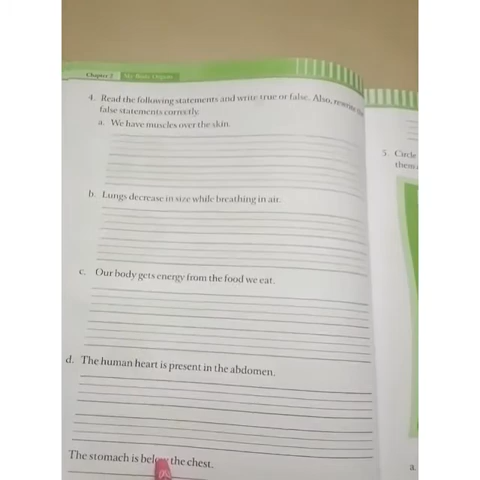 Chapter 2 My Body Organs
4. Read the following statements and write true or false. Also, rewrite the
false statements correctly.
a. We have muscles over the skin.
b. Lungs decrease in size while breathing in air.
c. Our body gets energy from the food we eat.
d. The human heart is present in the abdomen.
The stomach is below the chest.
5. Circle
them
a.